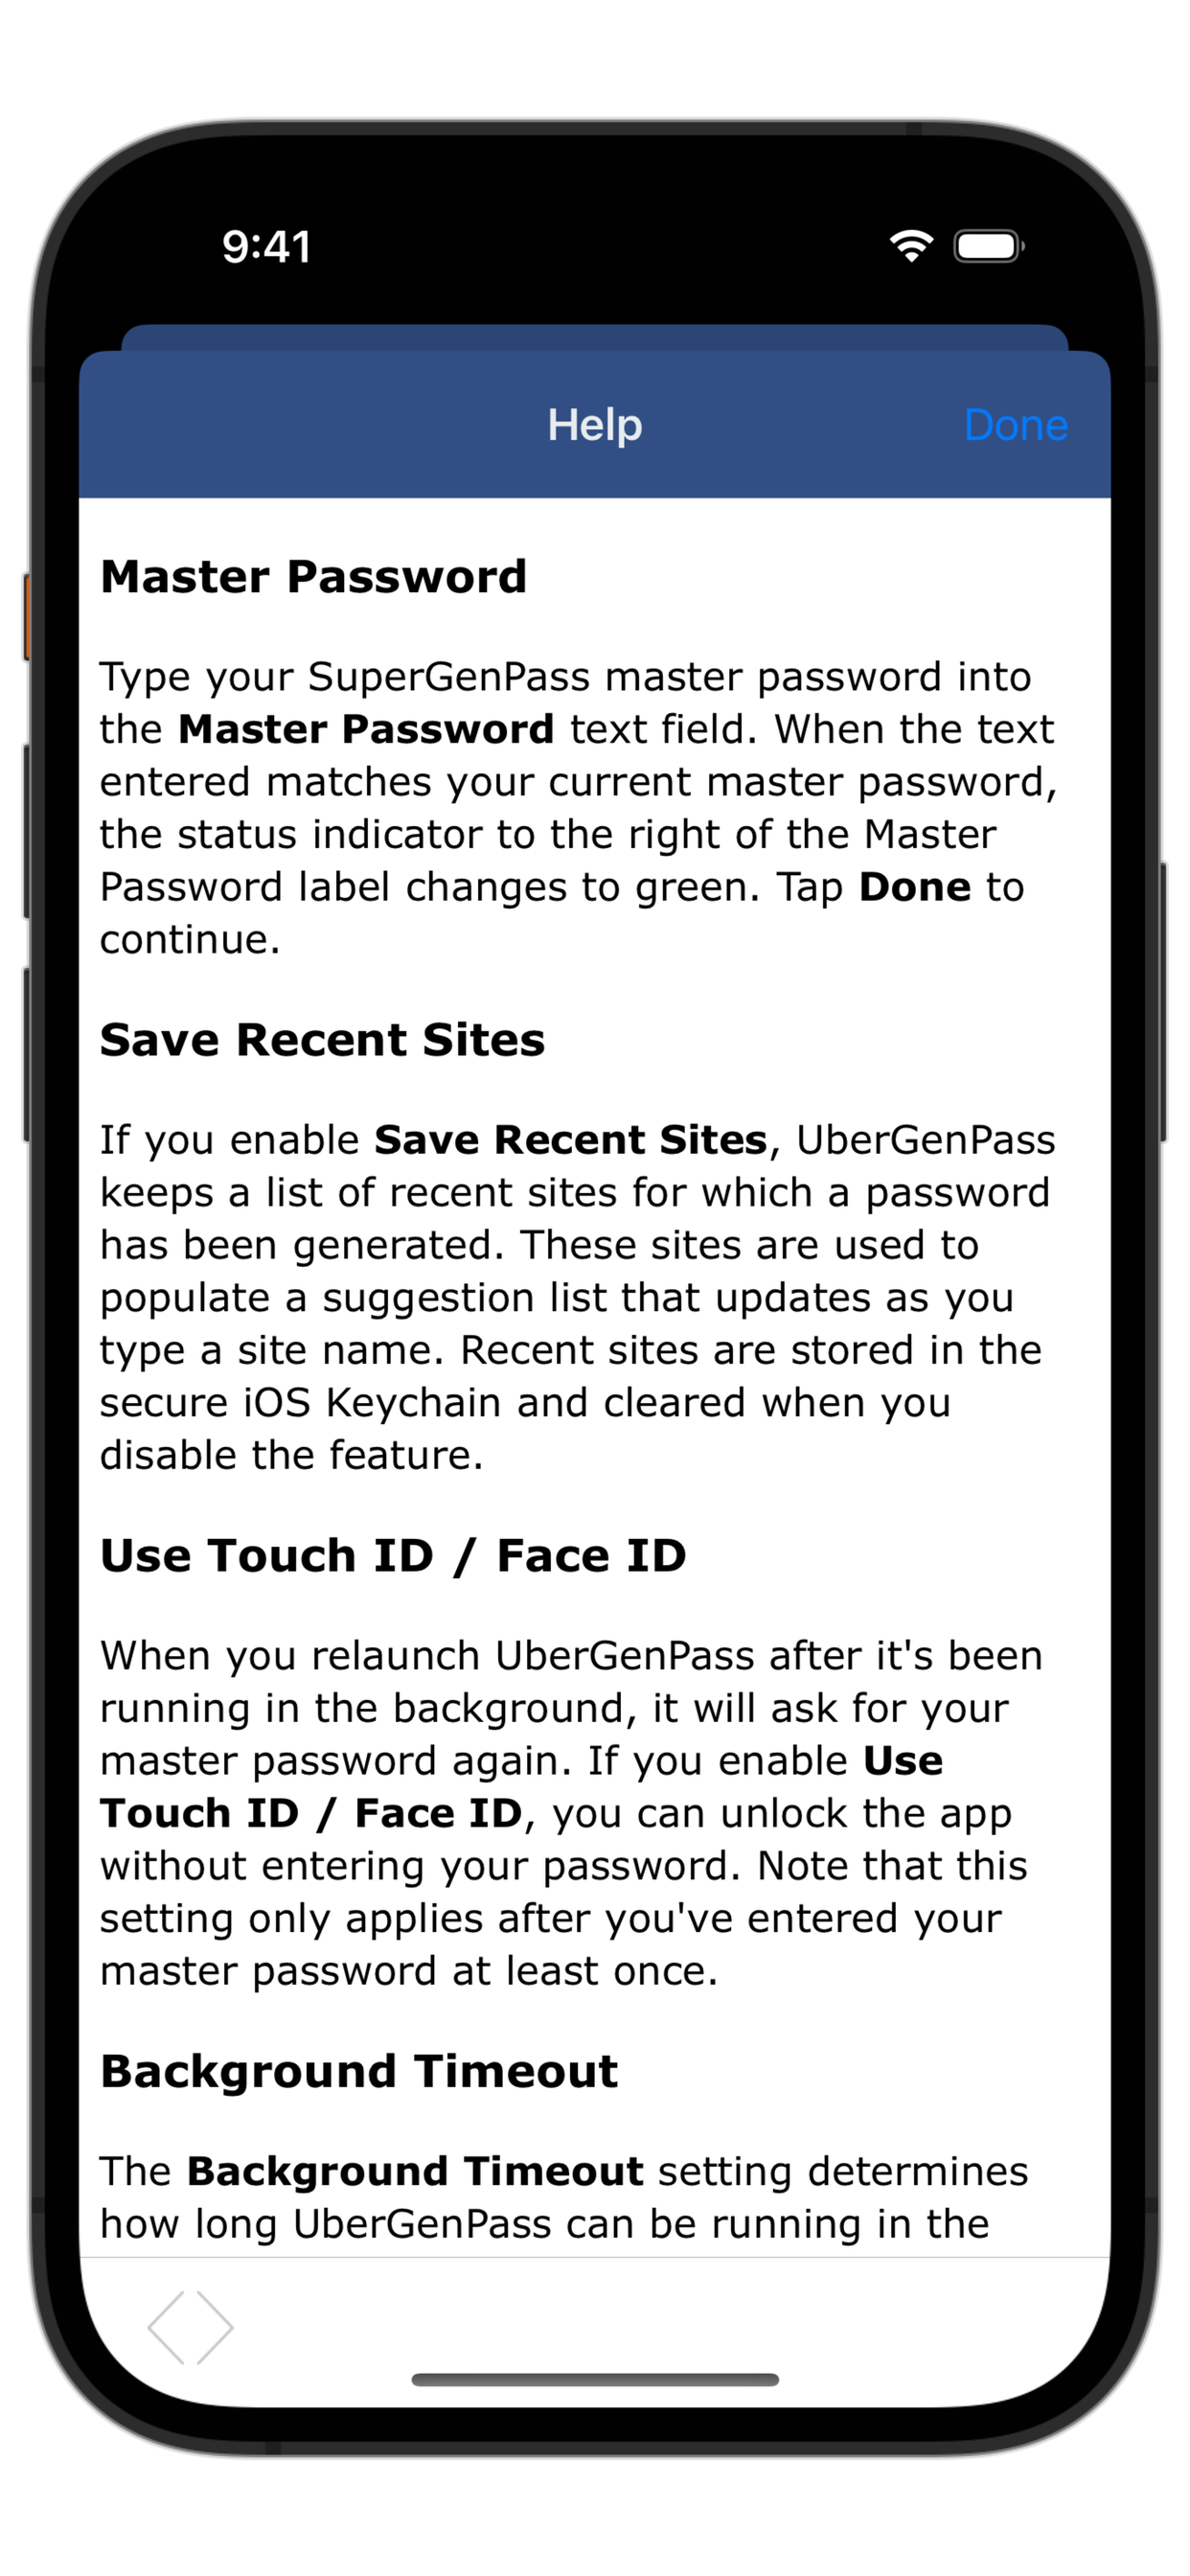 9:41
Help
Done
Master Password
Type your SuperGenPass master password into
the Master Password text field. When the text
entered matches your current master password,
the status indicator to the right of the Master
Password label changes to green. Tap Done to
continue.
Save Recent Sites
If you enable Save Recent Sites, UberGenPass
keeps a list of recent sites for which a password
has been generated. These sites are used to
populate a suggestion list that updates as you
type a site name. Recent sites are stored in the
secure iOS Keychain and cleared when you
disable the feature.
Use Touch ID / Face ID
When you relaunch UberGenPass after it's been
running in the background, it will ask for your
master password again. If you enable Use
Touch ID / Face ID, you can unlock the app
without entering your password. Note that this
setting only applies after you've entered your
master password at least once.
Background Timeout
The Background Timeout setting determines
how long UberGenPass can be running in the